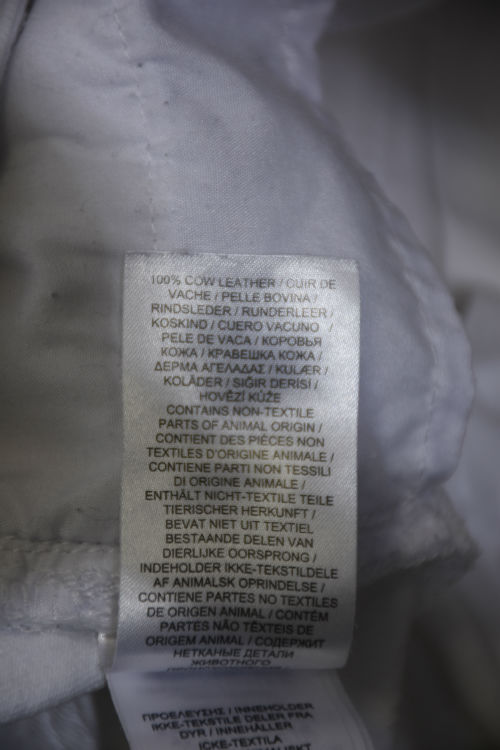 100% COW LEATHER / CUIR DE
VACHE / PELLE BOVINA /
RINDSLEDER / RUNDERLEER /
KOSKIND / CUERO VACUNO /
PELE DE VACA / КОРОВЬЯ
КОЖА / КРАВЕШКА КОЖА /
ΔΕΡΜΑ ΑΓΕΛΑΔΑΣ / KULÆR /
KOLÄDER / SIĞIR DERİSİ /
HOVĚZÍ KŮŽE
CONTAINS NON-TEXTILE
PARTS OF ANIMAL ORIGIN /
CONTIENT DES PIÈCES NON
TEXTILES D'ORIGINE ANIMALE /
CONTIENE PARTI NON TESSILI
DI ORIGINE ANIMALE /
ENTHÄLT NICHT-TEXTILE TEILE
TIERISCHER HERKUNFT /
BEVAT NIET UIT TEXTIEL
BESTAANDE DELEN VAN
DIERLIJKE OORSPRONG /
INDEHOLDER IKKE-TEKSTILDELE
AF ANIMALSK OPRINDELSE /
CONTIENE PARTES NO TEXTILES
DE ORIGEN ANIMAL / CONTÉM
PARTES NÃO TÊXTEIS DE
ORIGEM ANIMAL / СОДЕРЖИТ
НЕТКАНЫЕ ДЕТАЛИ
ЖИВОТНОГО
ΠΡΟΕΛΕΥΣΗΣ / INNEHOLDER
IKKE-TEKSTILE DELER FRA
DYR / INNEHÅLLER
ICKE-TEXTILA